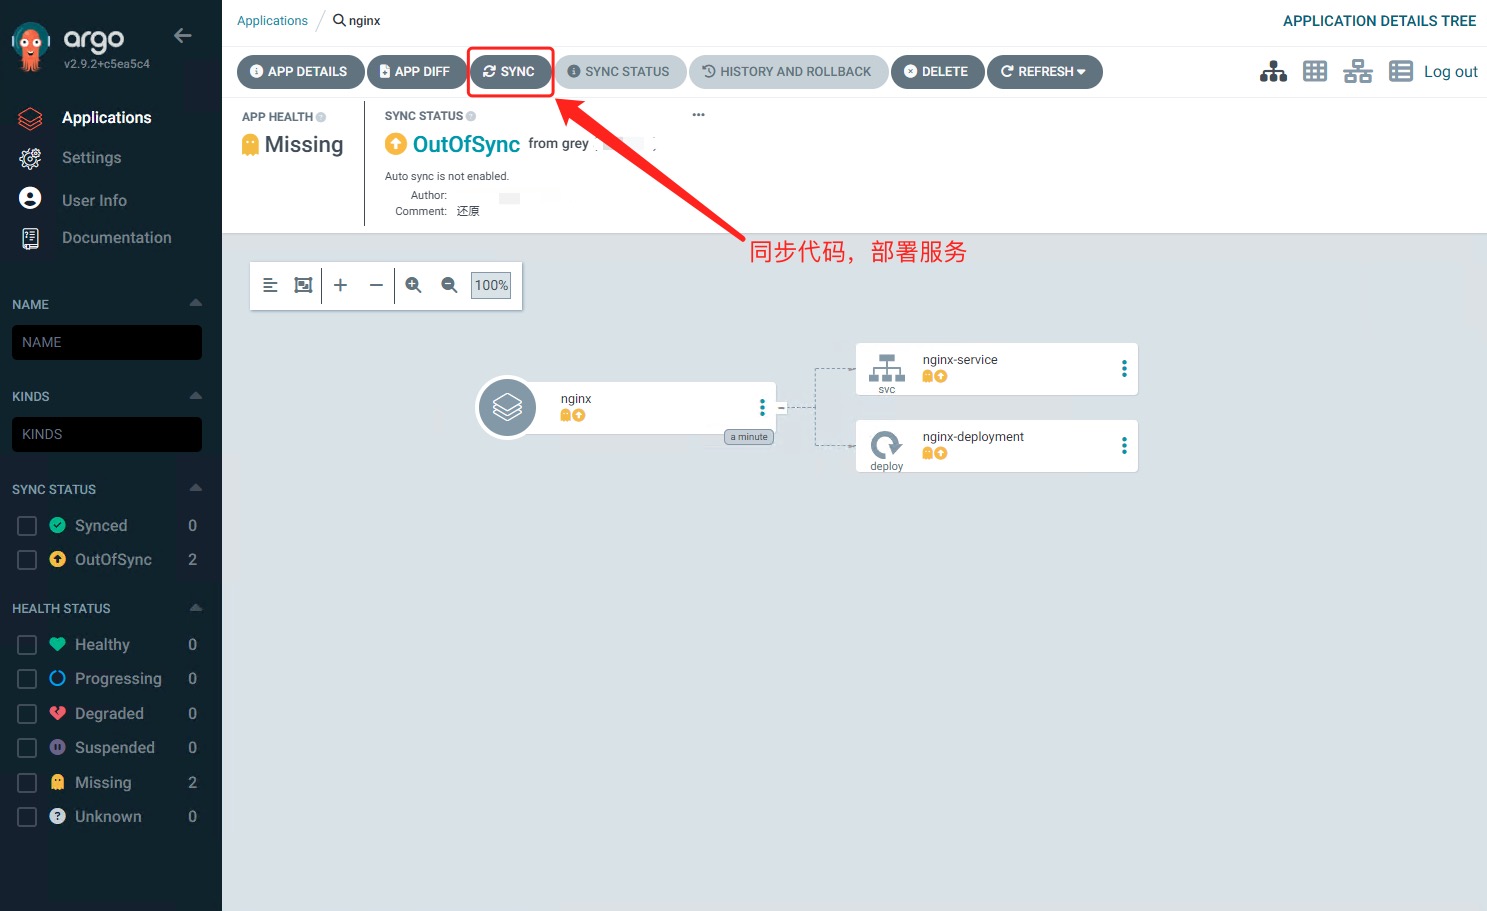 argo
v2.9.2+c5ea5c4
Applications
Settings
User Info
Documentation
NAME
NAME
KINDS
KINDS
SYNC STATUS
Synced 0
OutOfSync 2
HEALTH STATUS
Healthy 0
Progressing 0
Degraded 0
Suspended 0
Missing 2
Unknown 0
Applications / nginx
APPLICATION DETAILS TREE
APP DETAILS
APP DIFF
SYNC
SYNC STATUS
HISTORY AND ROLLBACK
DELETE
REFRESH
Log out
APP HEALTH
Missing
SYNC STATUS
OutOfSync from grey
Auto sync is not enabled.
Author:
Comment: 还原
同步代码，部署服务
100%
nginx
a minute
nginx-service
svc
nginx-deployment
deploy